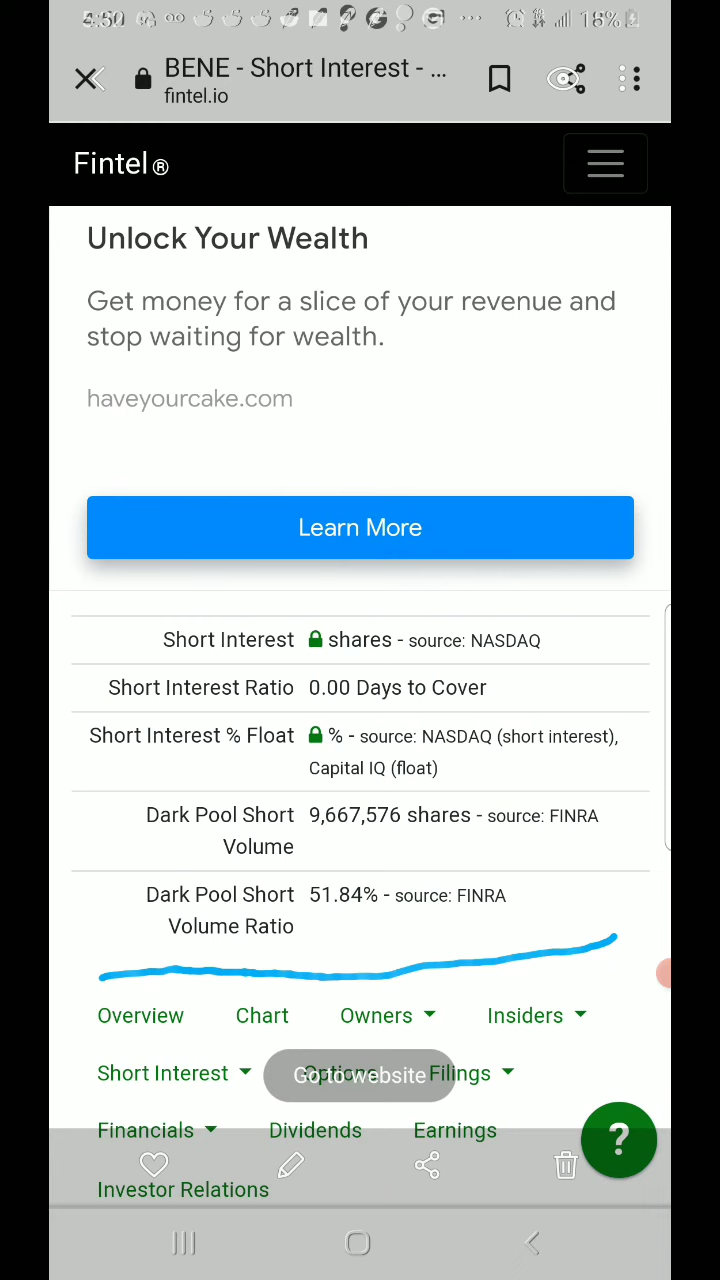 4:50 18%
BENE - Short Interest - ...
fintel.io
Fintel®
Unlock Your Wealth
Get money for a slice of your revenue and
stop waiting for wealth.
haveyourcake.com
Learn More
Short Interest shares - source: NASDAQ
Short Interest Ratio 0.00 Days to Cover
Short Interest % Float % - source: NASDAQ (short interest),
Capital IQ (float)
Dark Pool Short 9,667,576 shares - source: FINRA
Volume
Dark Pool Short 51.84% - source: FINRA
Volume Ratio
Overview Chart Owners Insiders
Short Interest Options Filings
Go to website
Financials Dividends Earnings
?
Investor Relations